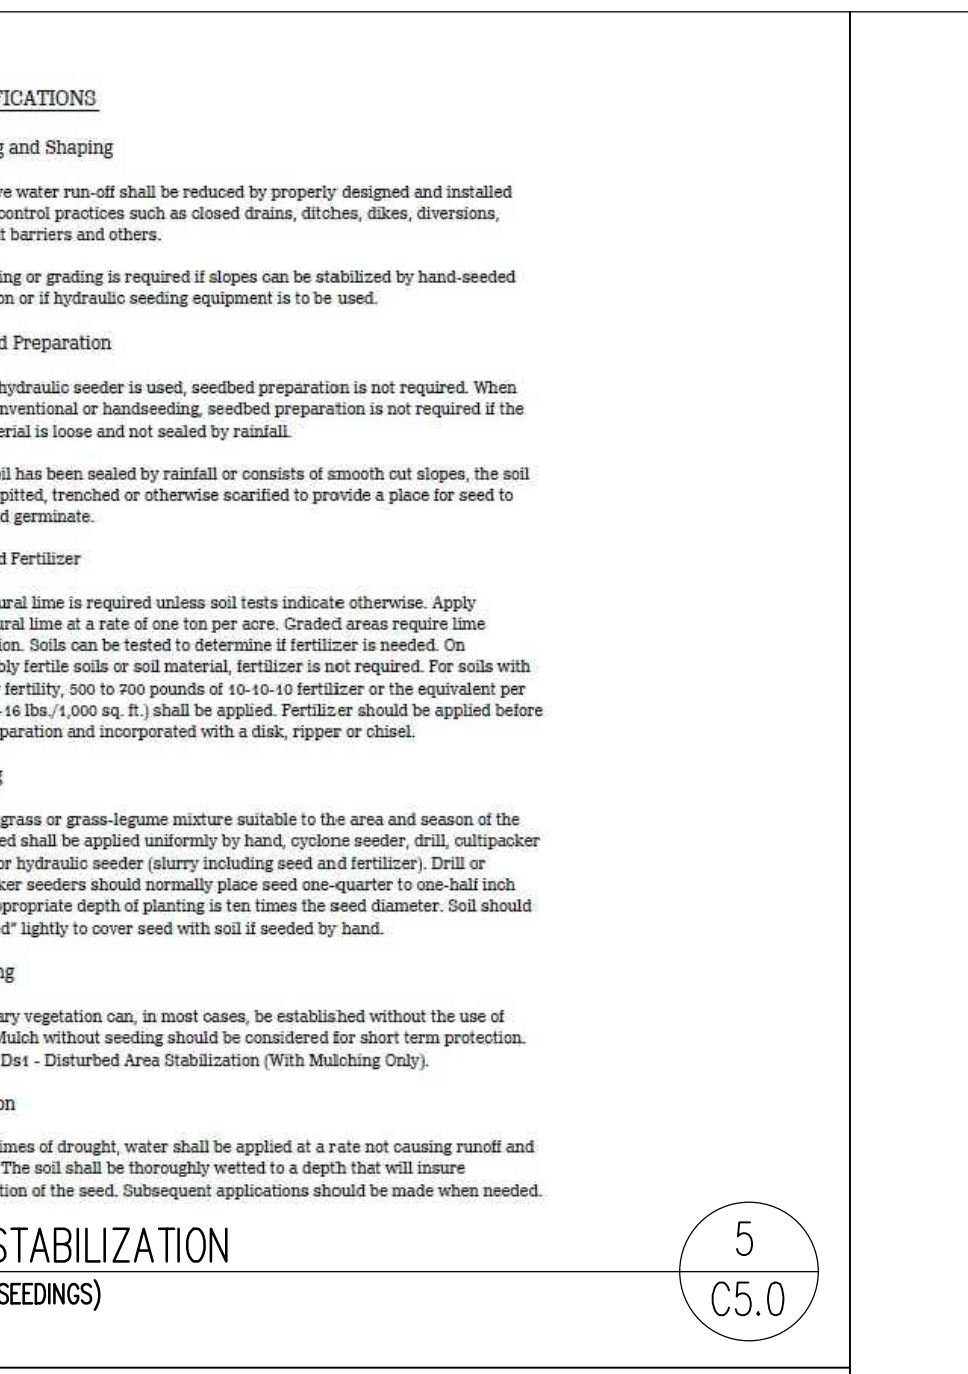 FICATIONS
g and Shaping
ve water run-off shall be reduced by properly designed and installed
control practices such as closed drains, ditches, dikes, diversions,
t barriers and others.
ing or grading is required if slopes can be stabilized by hand-seeded
on or if hydraulic seeding equipment is to be used.
d Preparation
hydraulic seeder is used, seedbed preparation is not required. When
nventional or handseeding, seedbed preparation is not required if the
erial is loose and not sealed by rainfall.
il has been sealed by rainfall or consists of smooth cut slopes, the soil
pitted, trenched or otherwise scarified to provide a place for seed to
d germinate.
d Fertilizer
ural lime is required unless soil tests indicate otherwise. Apply
ural lime at a rate of one ton per acre. Graded areas require lime
ion. Soils can be tested to determine if fertilizer is needed. On
bly fertile soils or soil material, fertilizer is not required. For soils with
fertility, 500 to 700 pounds of 10-10-10 fertilizer or the equivalent per
-16 lbs./1,000 sq. ft.) shall be applied. Fertilizer should be applied before
paration and incorporated with a disk, ripper or chisel.
g
grass or grass-legume mixture suitable to the area and season of the
ed shall be applied uniformly by hand, cyclone seeder, drill, cultipacker
or hydraulic seeder (slurry including seed and fertilizer). Drill or
ker seeders should normally place seed one-quarter to one-half inch
ppropriate depth of planting is ten times the seed diameter. Soil should
d" lightly to cover seed with soil if seeded by hand.
ng
ary vegetation can, in most cases, be established without the use of
Mulch without seeding should be considered for short term protection.
Ds1 - Disturbed Area Stabilization (With Mulching Only).
on
imes of drought, water shall be applied at a rate not causing runoff and
The soil shall be thoroughly wetted to a depth that will insure
tion of the seed. Subsequent applications should be made when needed.
STABILIZATION
SEEDINGS)
5
C5.0